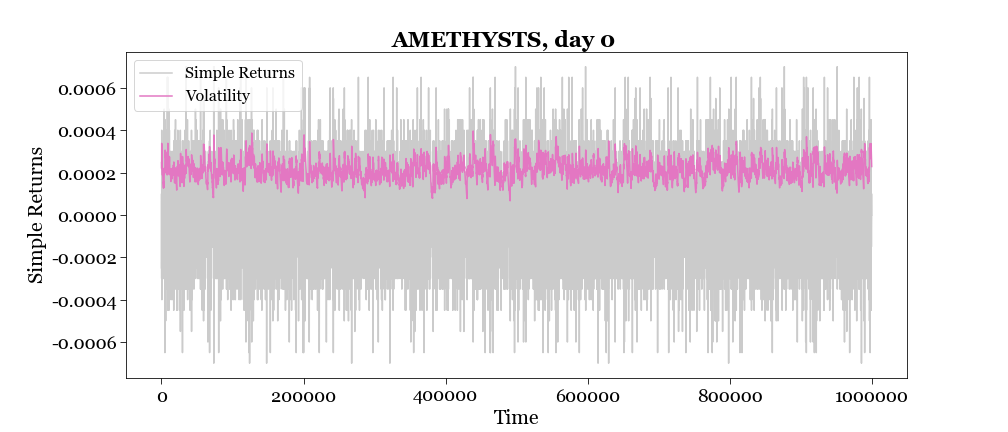 AMETHYSTS, day 0
Simple Returns
Volatility
Simple Returns
0.0006
0.0004
0.0002
0.0000
-0.0002
-0.0004
-0.0006
0 200000 400000 600000 800000 1000000
Time